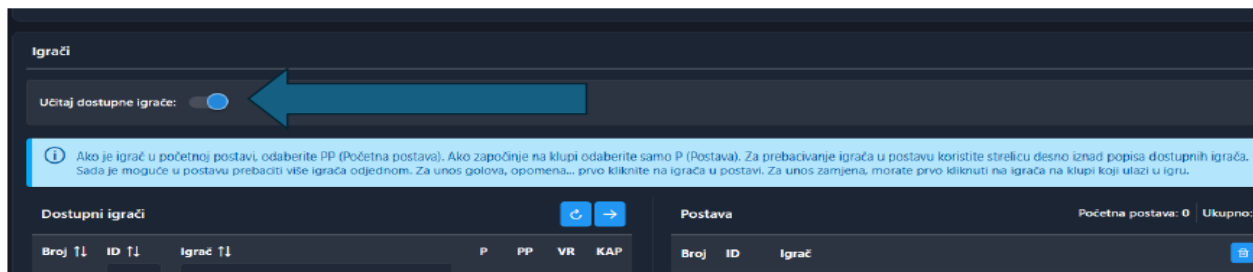 Igrači
Učitaj dostupne igrače:
Ako je igrač u početnoj postavi, odaberite PP (Početna postava). Ako započinje na klupi odaberite samo P (Postava). Za prebacivanje igrača u postavu koristite strelicu desno iznad popisa dostupnih igrača.
Sada je moguće u postavu prebaciti više igrača odjednom. Za unos golova, opomena... prvo kliknite na igrača u postavi. Za unos zamjena, morate prvo kliknuti na igrača na klupi koji ulazi u igru.
Dostupni igrači
Postava Početna postava: 0 Ukupno:
Broj ID Igrač P PP VR KAP
Broj ID Igrač